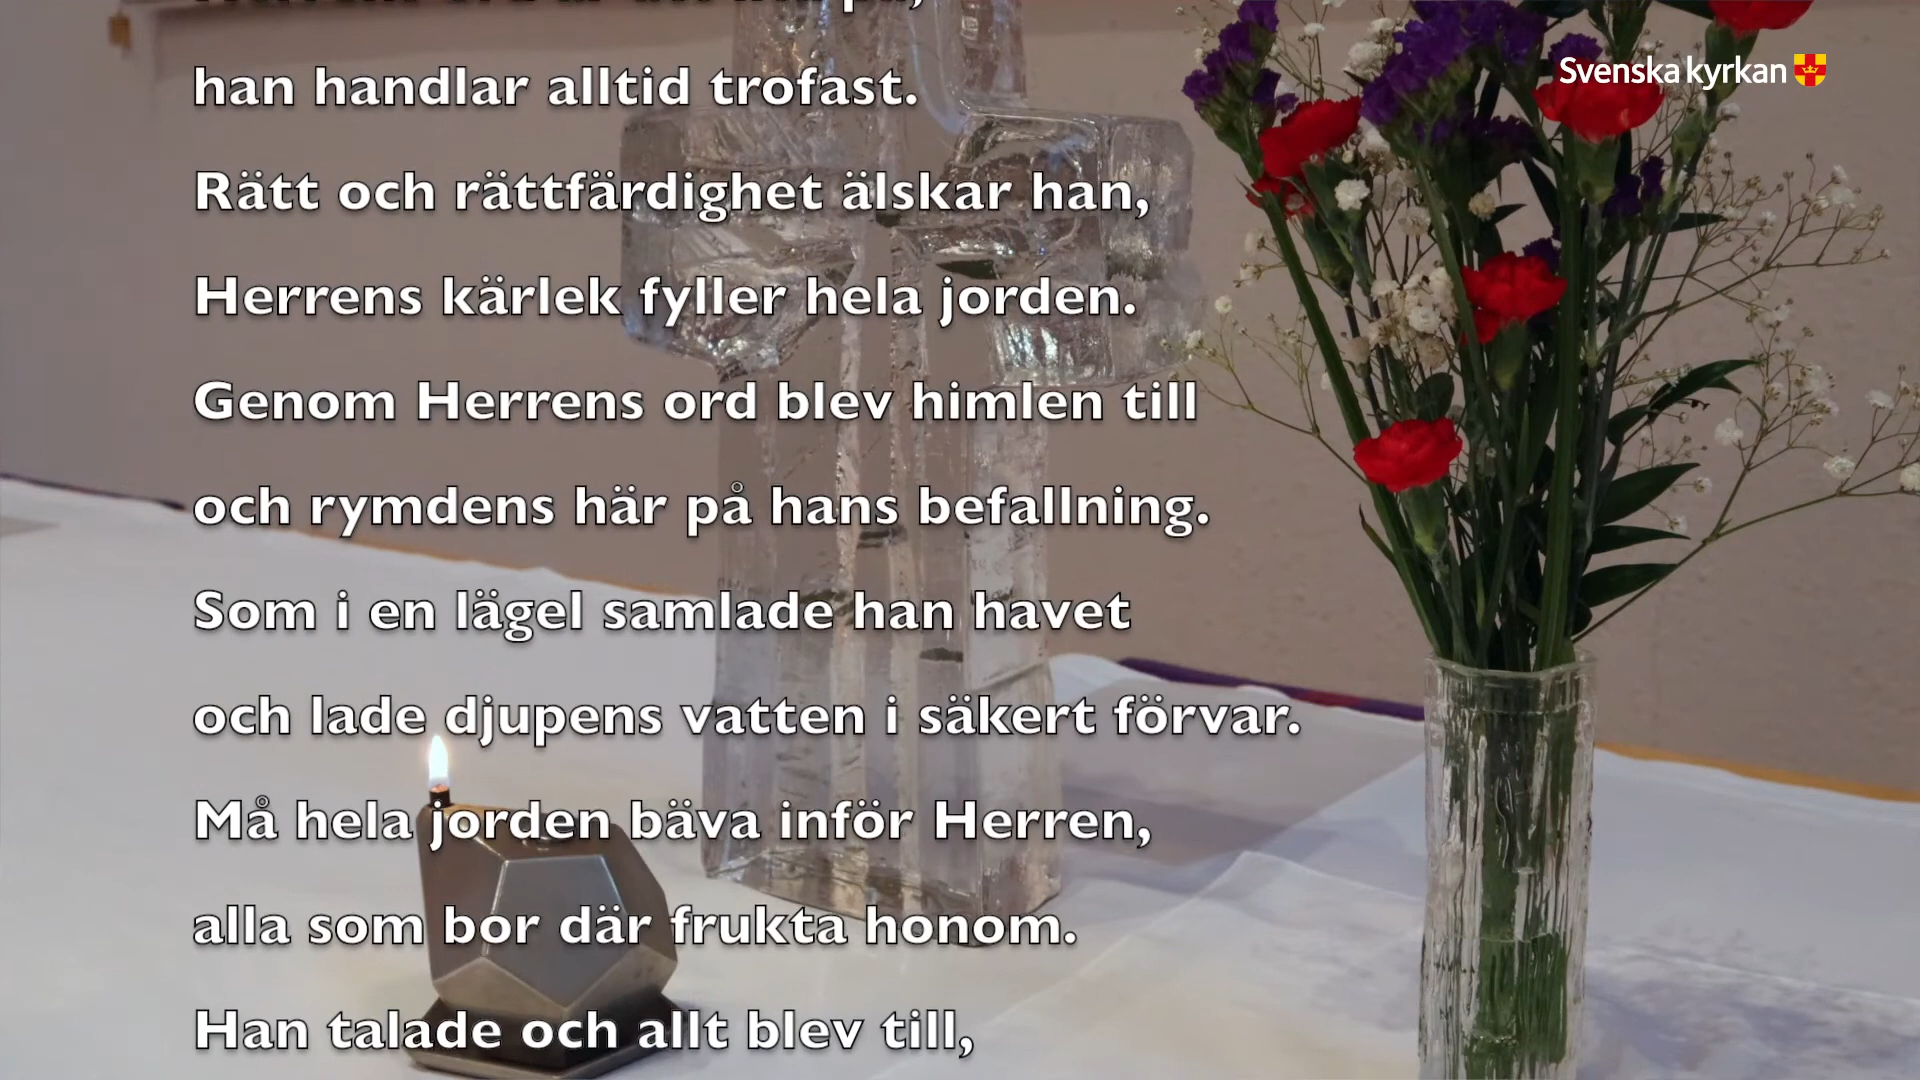 han handlar alltid trofast.
Svenska kyrkan
Rätt och rättfärdighet älskar han,
Herrens kärlek fyller hela jorden.
Genom Herrens ord blev himlen till
och rymdens här på hans befallning.
Som i en lägel samlade han havet
och lade djupens vatten i säkert förvar.
Må hela jorden bäva inför Herren,
alla som bor där frukta honom.
Han talade och allt blev till,